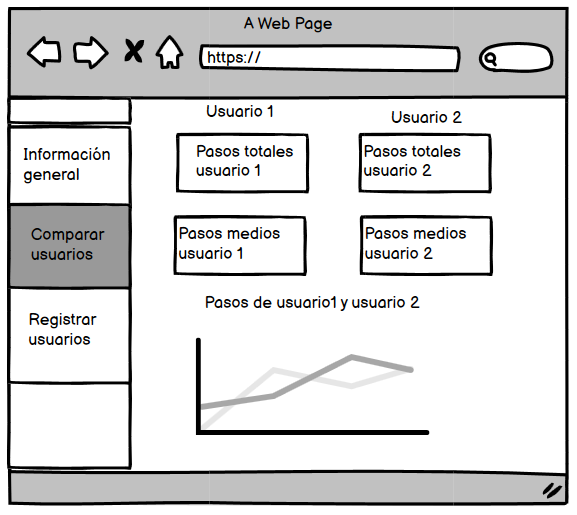 A Web Page
https://
Usuario 1
Usuario 2
Información
general
Comparar
usuarios
Registrar
usuarios
Pasos totales
usuario 1
Pasos totales
usuario 2
Pasos medios
usuario 1
Pasos medios
usuario 2
Pasos de usuario1 y usuario 2